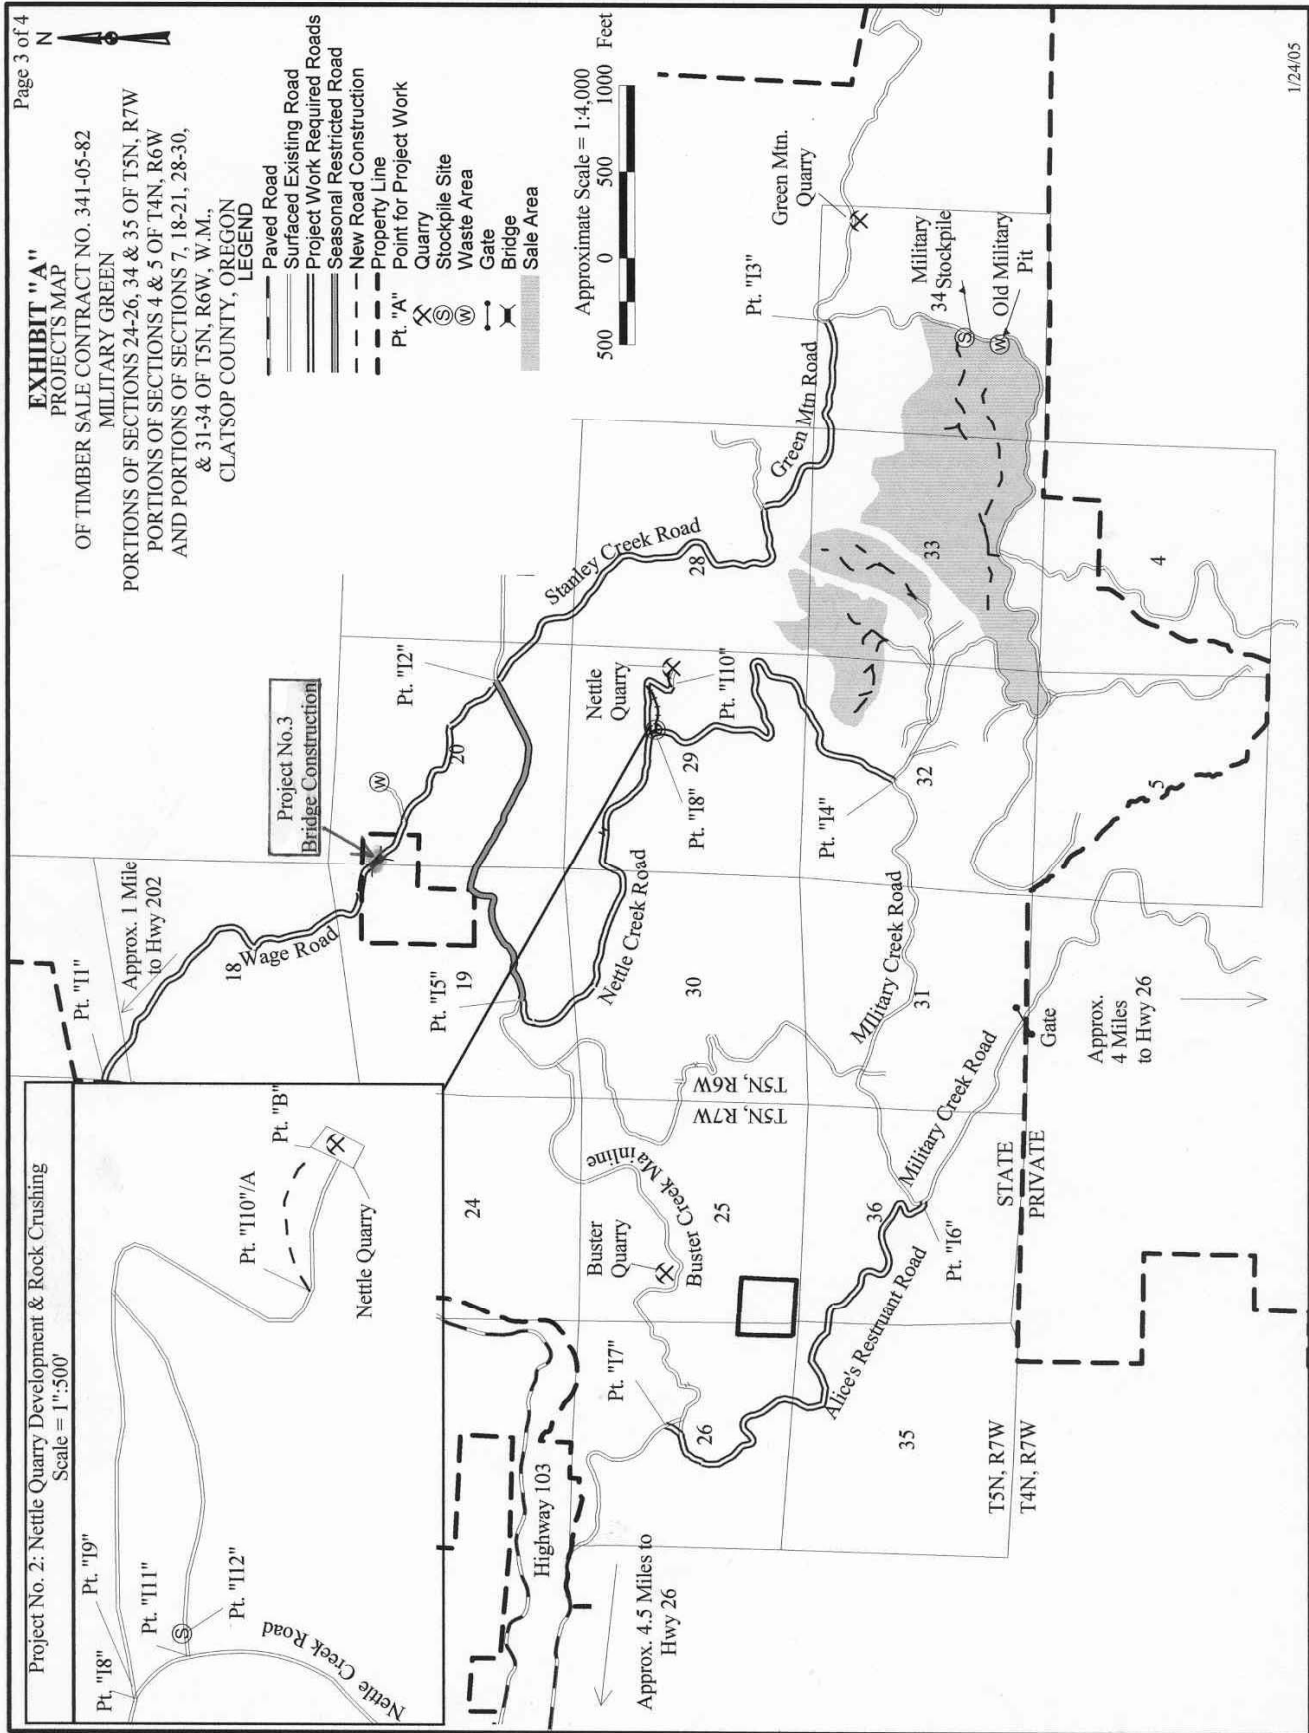 Page 3 of 4
N
EXHIBIT "A"
PROJECTS MAP
OF TIMBER SALE CONTRACT NO. 341-05-82
MILITARY GREEN
PORTIONS OF SECTIONS 24-26, 34 & 35 OF T5N, R7W
PORTIONS OF SECTIONS 4 & 5 OF T4N, R6W
AND PORTIONS OF SECTIONS 7, 18-21, 28-30,
& 31-34 OF T5N, R6W, W.M.,
CLATSOP COUNTY, OREGON
LEGEND
Paved Road
Surfaced Existing Road
Project Work Required Roads
Seasonal Restricted Road
New Road Construction
Property Line
Pt. "A" Point for Project Work
Quarry
S Stockpile Site
W Waste Area
Gate
Bridge
Sale Area
Approximate Scale = 1:4,000
500 0 500 1000 Feet
Project No. 2: Nettle Quarry Development & Rock Crushing
Scale = 1":500'
Pt. "I8"
Pt. "I9"
Pt. "I11"
S
Pt. "I12"
Nettle Creek Road
Pt. "I10"/A
Pt. "B"
Nettle Quarry
Pt. "I1"
Approx. 1 Mile
to Hwy 202
18
Wage Road
Project No.3
Bridge Construction
W
20
Pt. "I2"
Stanley Creek Road
28
Green Mtn Road
Pt. "I3"
Green Mtn.
Quarry
Military
Stockpile
34
S
W
Old Military
Pit
33
4
5
19
Pt. "I5"
Nettle Creek Road
30
Nettle
Quarry
Pt. "I10"
29
Pt. "I8"
Pt. "I4"
32
MIlitary Creek Road
31
T5N, R6W
T5N, R7W
24
Buster Creek Mainline
Buster
Quarry
Buster Creek
25
36
Military Creek Road
Pt. "I6"
Gate
Approx.
4 Miles
to Hwy 26
STATE
PRIVATE
Alice's Restruant Road
Pt. "I7"
26
35
T5N, R7W
T4N, R7W
Highway 103
Approx. 4.5 Miles to
Hwy 26
1/24/05